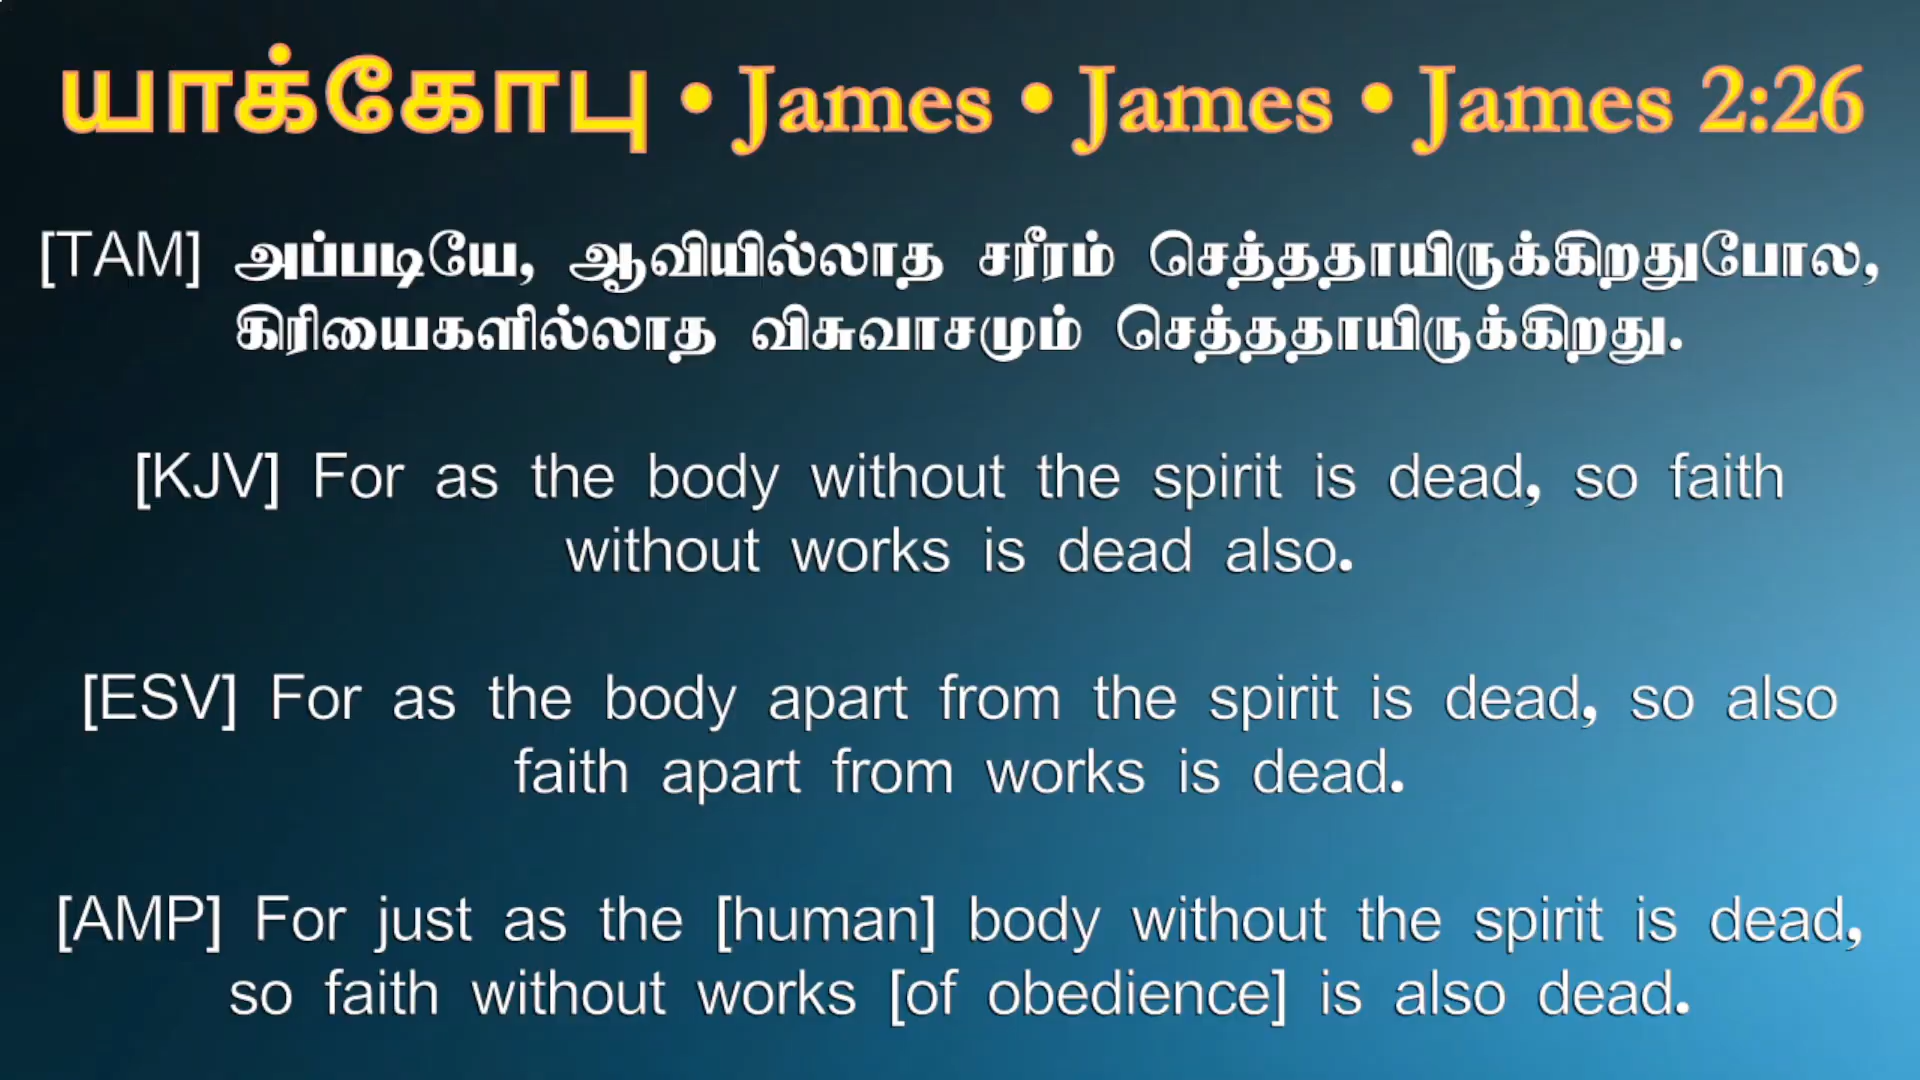 யாக்கோபு • James • James • James 2:26
[TAM] அப்படியே, ஆவியில்லாத சரீரம் செத்ததாயிருக்கிறதுபோல,
கிரியைகளில்லாத விசுவாசமும் செத்ததாயிருக்கிறது.
[KJV] For as the body without the spirit is dead, so faith
without works is dead also.
[ESV] For as the body apart from the spirit is dead, so also
faith apart from works is dead.
[AMP] For just as the [human] body without the spirit is dead,
so faith without works [of obedience] is also dead.